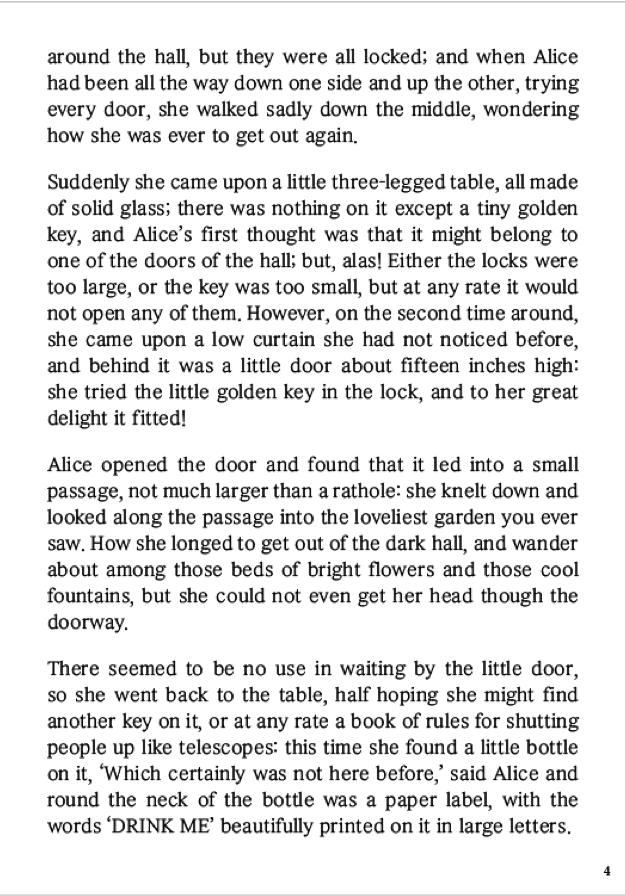 around the hall, but they were all locked; and when Alice
had been all the way down one side and up the other, trying
every door, she walked sadly down the middle, wondering
how she was ever to get out again.
Suddenly she came upon a little three-legged table, all made
of solid glass; there was nothing on it except a tiny golden
key, and Alice’s first thought was that it might belong to
one of the doors of the hall; but, alas! Either the locks were
too large, or the key was too small, but at any rate it would
not open any of them. However, on the second time around,
she came upon a low curtain she had not noticed before,
and behind it was a little door about fifteen inches high:
she tried the little golden key in the lock, and to her great
delight it fitted!
Alice opened the door and found that it led into a small
passage, not much larger than a rathole: she knelt down and
looked along the passage into the loveliest garden you ever
saw. How she longed to get out of the dark hall, and wander
about among those beds of bright flowers and those cool
fountains, but she could not even get her head though the
doorway.
There seemed to be no use in waiting by the little door,
so she went back to the table, half hoping she might find
another key on it, or at any rate a book of rules for shutting
people up like telescopes: this time she found a little bottle
on it, ‘Which certainly was not here before,’ said Alice and
round the neck of the bottle was a paper label, with the
words ‘DRINK ME’ beautifully printed on it in large letters.
4